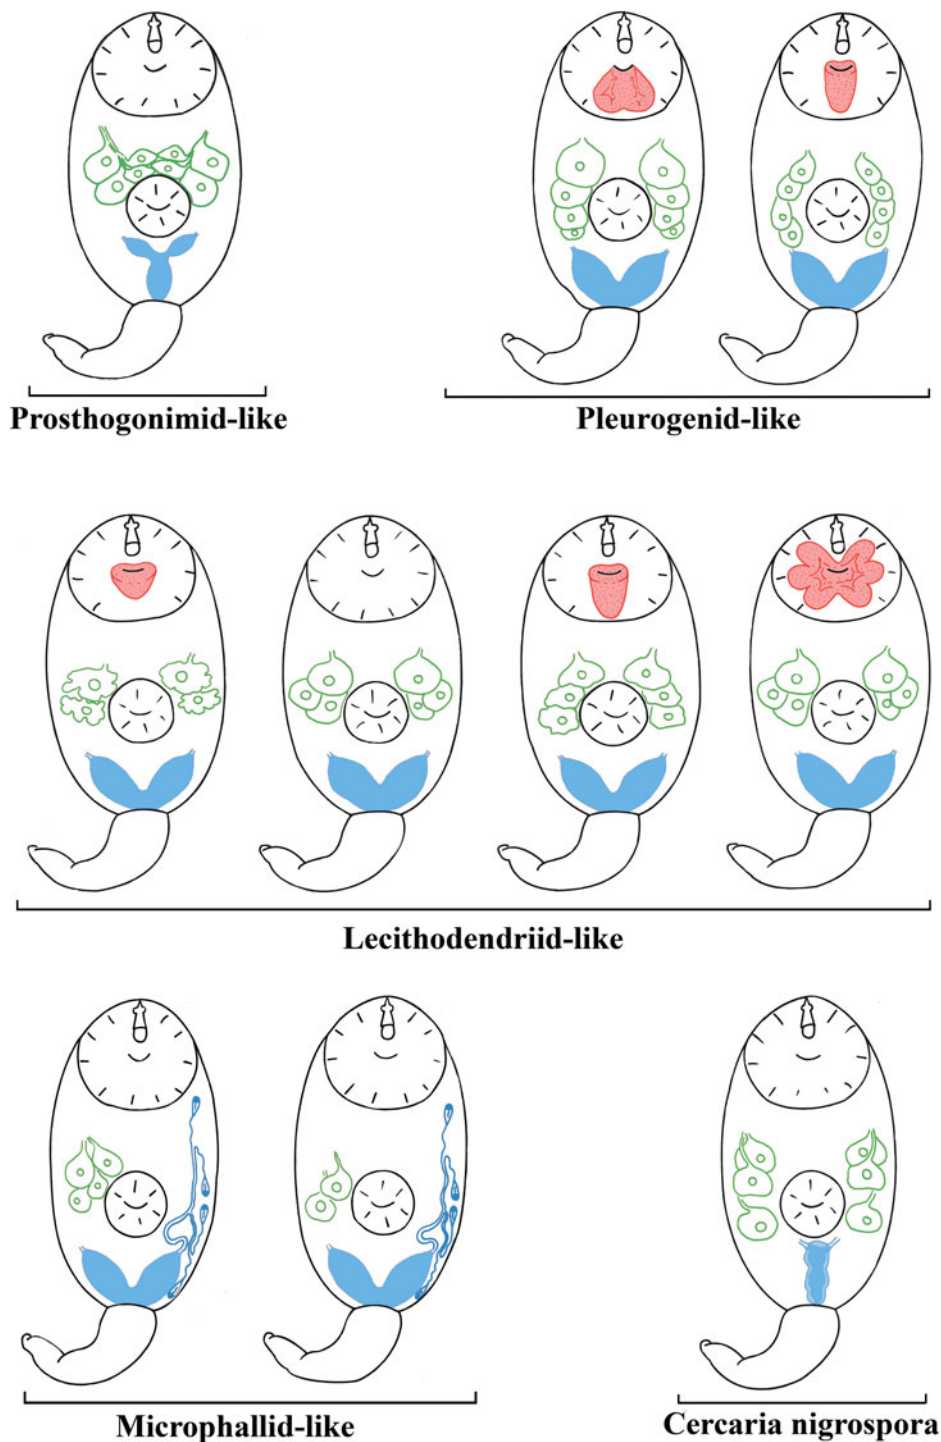 Prosthogonimid-like
Pleurogenid-like
Lecithodendriid-like
Microphallid-like
Cercaria nigrospora